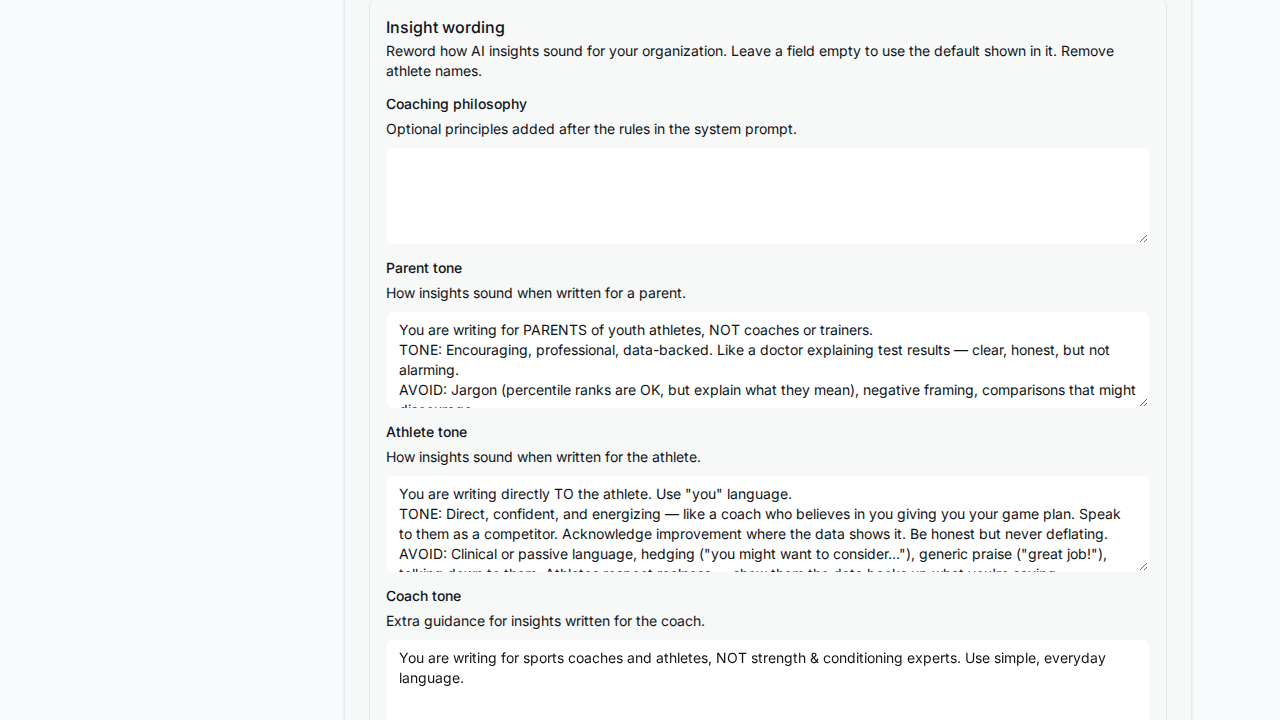 Insight wording
Reword how AI insights sound for your organization. Leave a field empty to use the default shown in it. Remove
athlete names.
Coaching philosophy
Optional principles added after the rules in the system prompt.
Parent tone
How insights sound when written for a parent.
You are writing for PARENTS of youth athletes, NOT coaches or trainers.
TONE: Encouraging, professional, data-backed. Like a doctor explaining test results — clear, honest, but not
alarming.
AVOID: Jargon (percentile ranks are OK, but explain what they mean), negative framing, comparisons that might
Athlete tone
How insights sound when written for the athlete.
You are writing directly TO the athlete. Use "you" language.
TONE: Direct, confident, and energizing — like a coach who believes in you giving you your game plan. Speak
to them as a competitor. Acknowledge improvement where the data shows it. Be honest but never deflating.
AVOID: Clinical or passive language, hedging ("you might want to consider..."), generic praise ("great job!"),
Coach tone
Extra guidance for insights written for the coach.
You are writing for sports coaches and athletes, NOT strength & conditioning experts. Use simple, everyday
language.